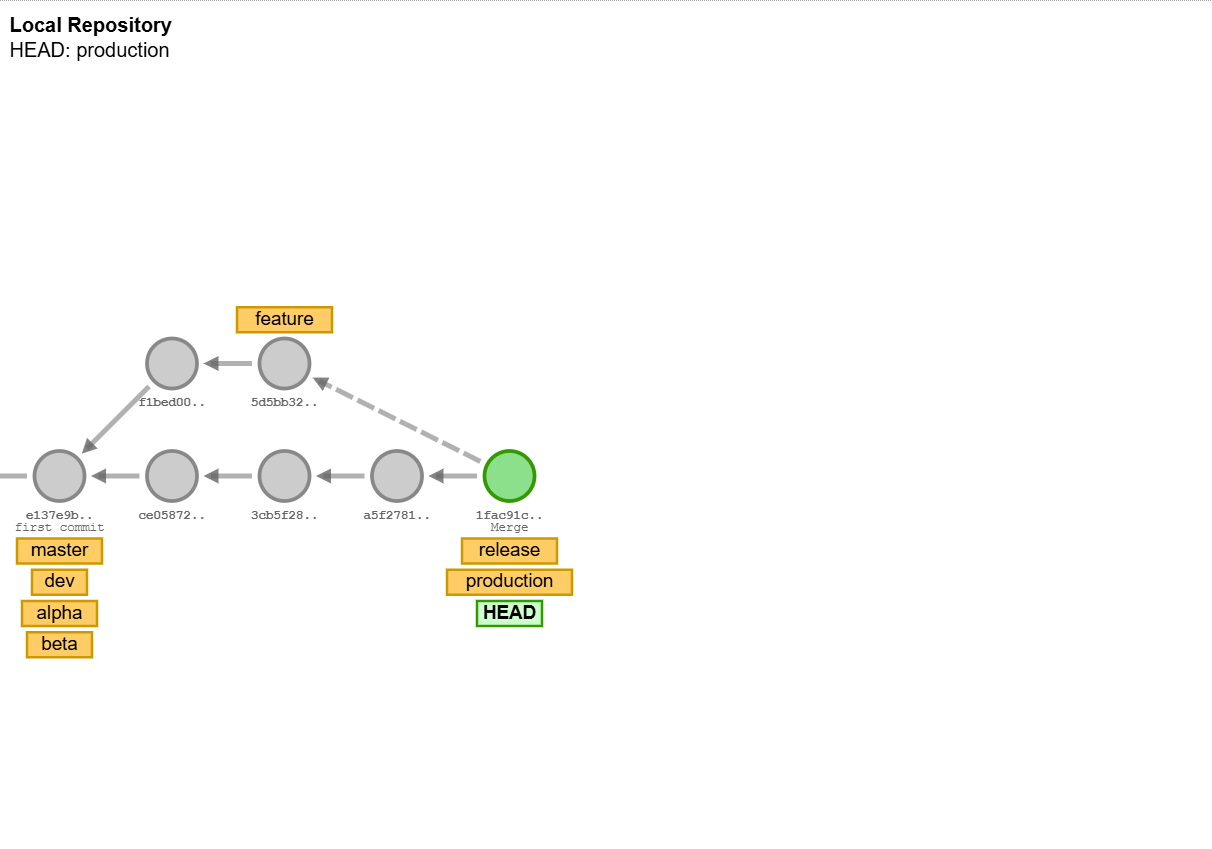 Local Repository
HEAD: production
feature
f1bed00..
5d5bb32..
e137e9b..
first commit
ce05872..
3cb5f28..
a5f2781..
1fac91c..
Merge
master
dev
alpha
beta
release
production
HEAD